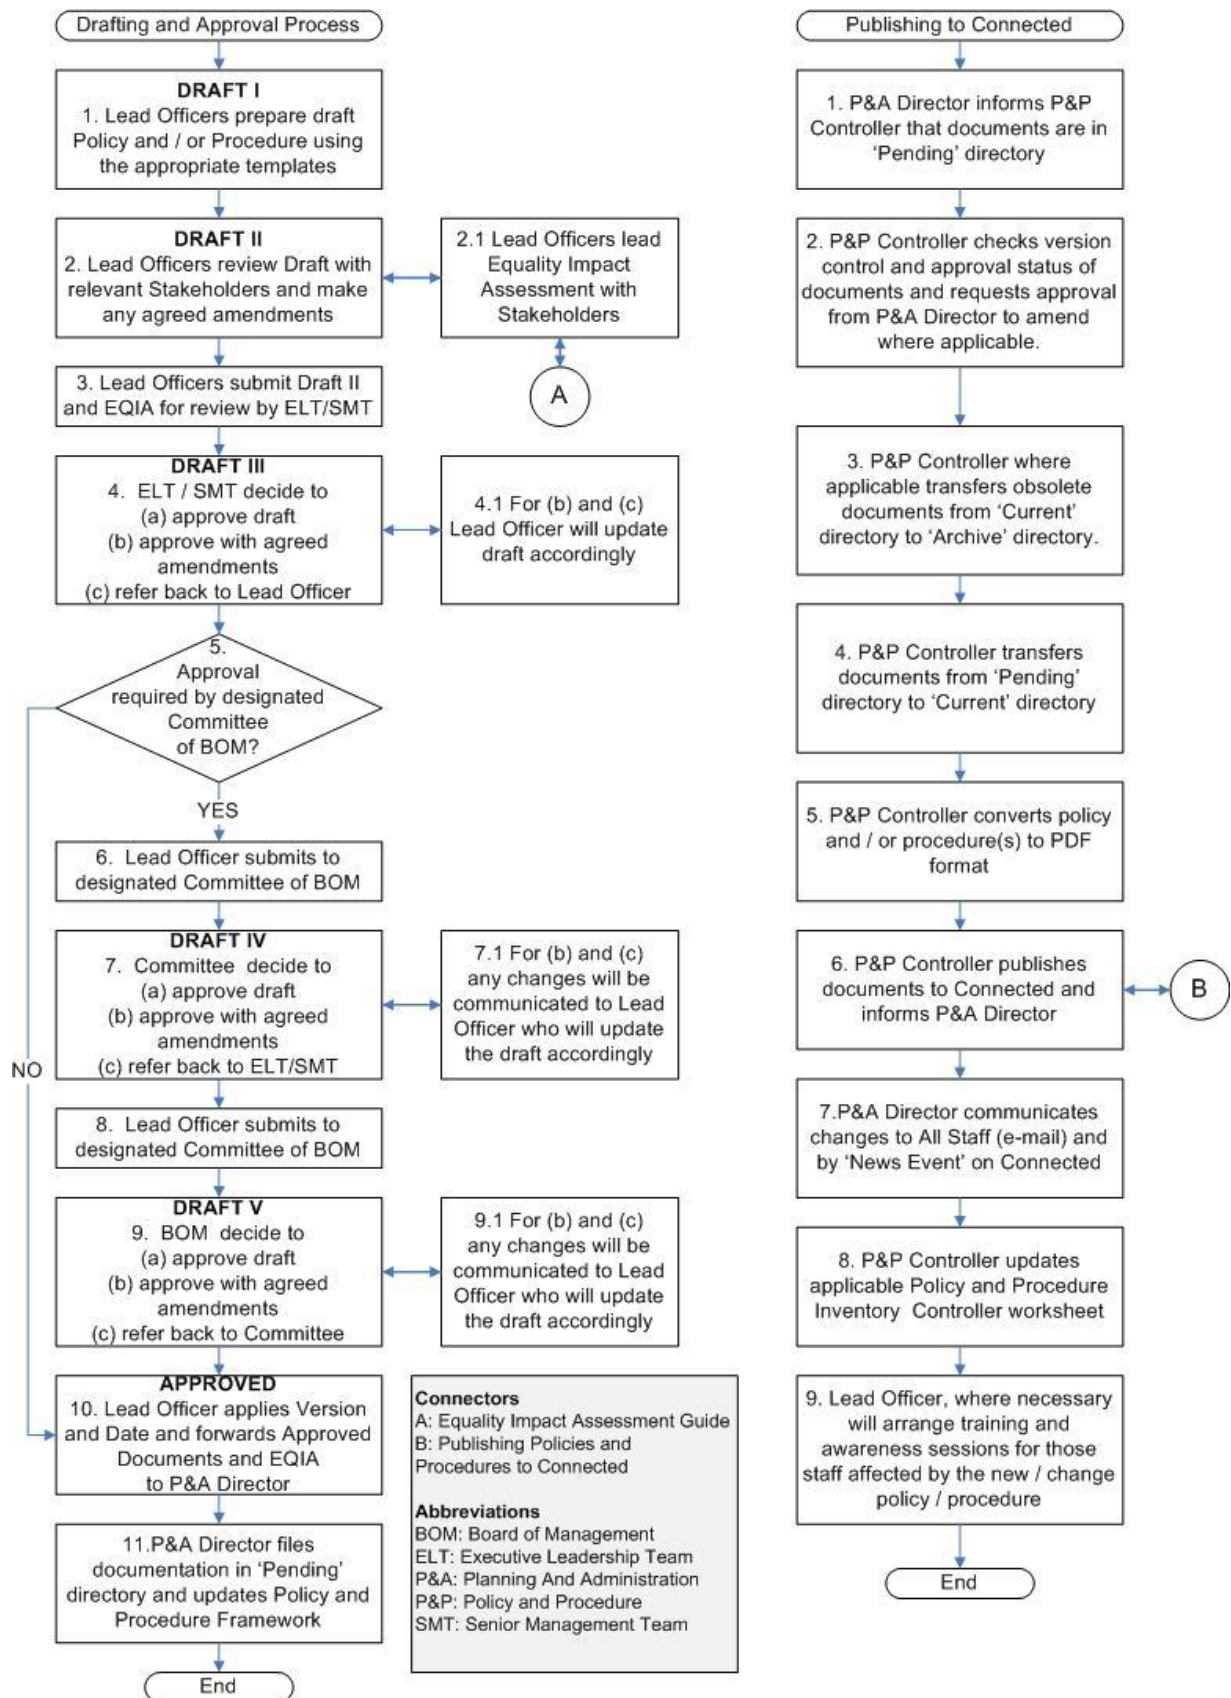 Drafting and Approval Process
DRAFT I
1. Lead Officers prepare draft
Policy and / or Procedure using
the appropriate templates
DRAFT II
2. Lead Officers review Draft with
relevant Stakeholders and make
any agreed amendments
2.1 Lead Officers lead
Equality Impact
Assessment with
Stakeholders
A
3. Lead Officers submit Draft II
and EQIA for review by ELT/SMT
DRAFT III
4. ELT / SMT decide to
(a) approve draft
(b) approve with agreed
amendments
(c) refer back to Lead Officer
4.1 For (b) and (c)
Lead Officer will update
draft accordingly
5.
Approval
required by designated
Committee
of BOM?
YES
NO
6. Lead Officer submits to
designated Committee of BOM
DRAFT IV
7. Committee decide to
(a) approve draft
(b) approve with agreed
amendments
(c) refer back to ELT/SMT
7.1 For (b) and (c)
any changes will be
communicated to Lead
Officer who will update
the draft accordingly
8. Lead Officer submits to
designated Committee of BOM
DRAFT V
9. BOM decide to
(a) approve draft
(b) approve with agreed
amendments
(c) refer back to Committee
9.1 For (b) and (c)
any changes will be
communicated to Lead
Officer who will update
the draft accordingly
APPROVED
10. Lead Officer applies Version
and Date and forwards Approved
Documents and EQIA
to P&A Director
11.P&A Director files
documentation in ‘Pending’
directory and updates Policy and
Procedure Framework
End
Connectors
A: Equality Impact Assessment Guide
B: Publishing Policies and
Procedures to Connected
Abbreviations
BOM: Board of Management
ELT: Executive Leadership Team
P&A: Planning And Administration
P&P: Policy and Procedure
SMT: Senior Management Team
Publishing to Connected
1. P&A Director informs P&P
Controller that documents are in
‘Pending’ directory
2. P&P Controller checks version
control and approval status of
documents and requests approval
from P&A Director to amend
where applicable.
3. P&P Controller where
applicable transfers obsolete
documents from ‘Current’
directory to ‘Archive’ directory.
4. P&P Controller transfers
documents from ‘Pending’
directory to ‘Current’ directory
5. P&P Controller converts policy
and / or procedure(s) to PDF
format
6. P&P Controller publishes
documents to Connected and
informs P&A Director
B
7.P&A Director communicates
changes to All Staff (e-mail) and
by ‘News Event’ on Connected
8. P&P Controller updates
applicable Policy and Procedure
Inventory Controller worksheet
9. Lead Officer, where necessary
will arrange training and
awareness sessions for those
staff affected by the new / change
policy / procedure
End